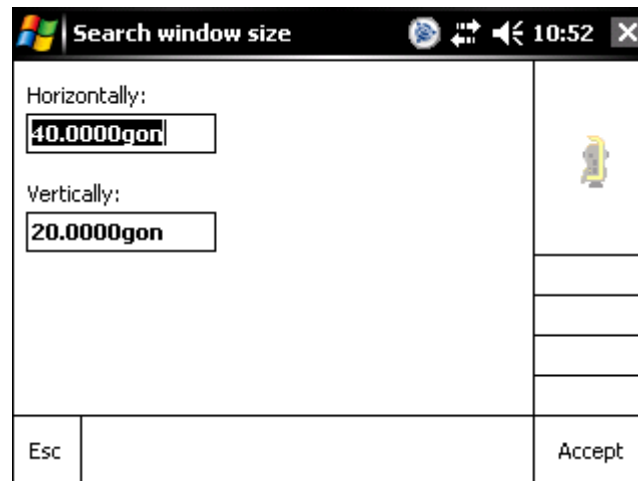 Search window size 10:52
Horizontally:
40.0000gon
Vertically:
20.0000gon
Esc Accept